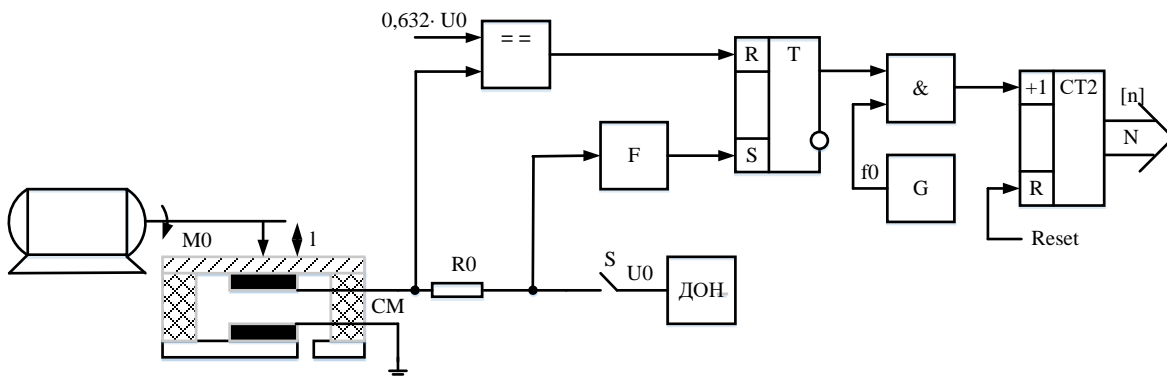 0,632· U0
= =
R
T
&
+1
CT2
[n]
N
S
F
f0
G
R
Reset
M0
l
R0
S
U0
ДОН
CM